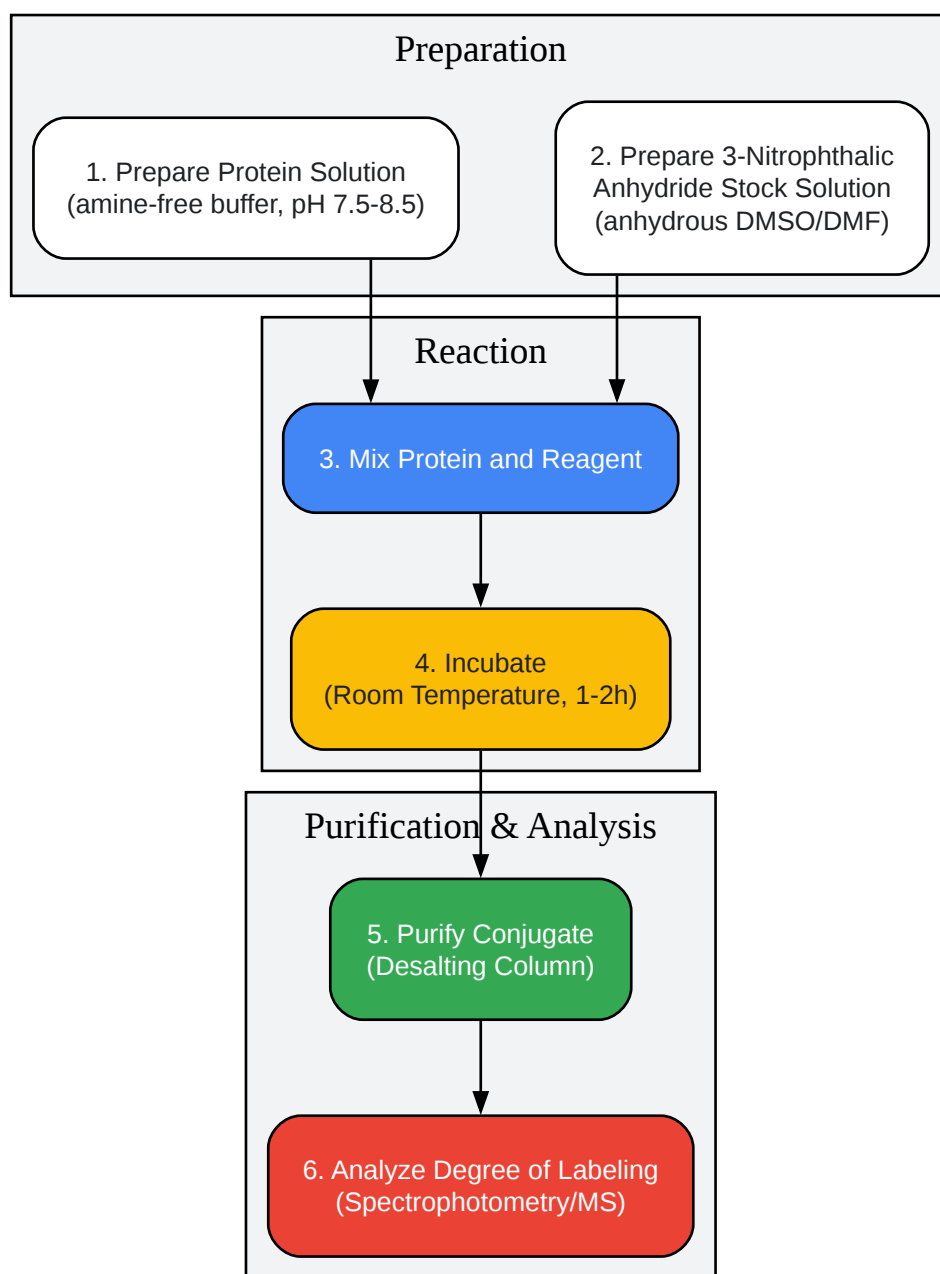 Preparation
1. Prepare Protein Solution
(amine-free buffer, pH 7.5-8.5)
2. Prepare 3-Nitrophthalic
Anhydride Stock Solution
(anhydrous DMSO/DMF)
Reaction
3. Mix Protein and Reagent
4. Incubate
(Room Temperature, 1-2h)
Purification & Analysis
5. Purify Conjugate
(Desalting Column)
6. Analyze Degree of Labeling
(Spectrophotometry/MS)